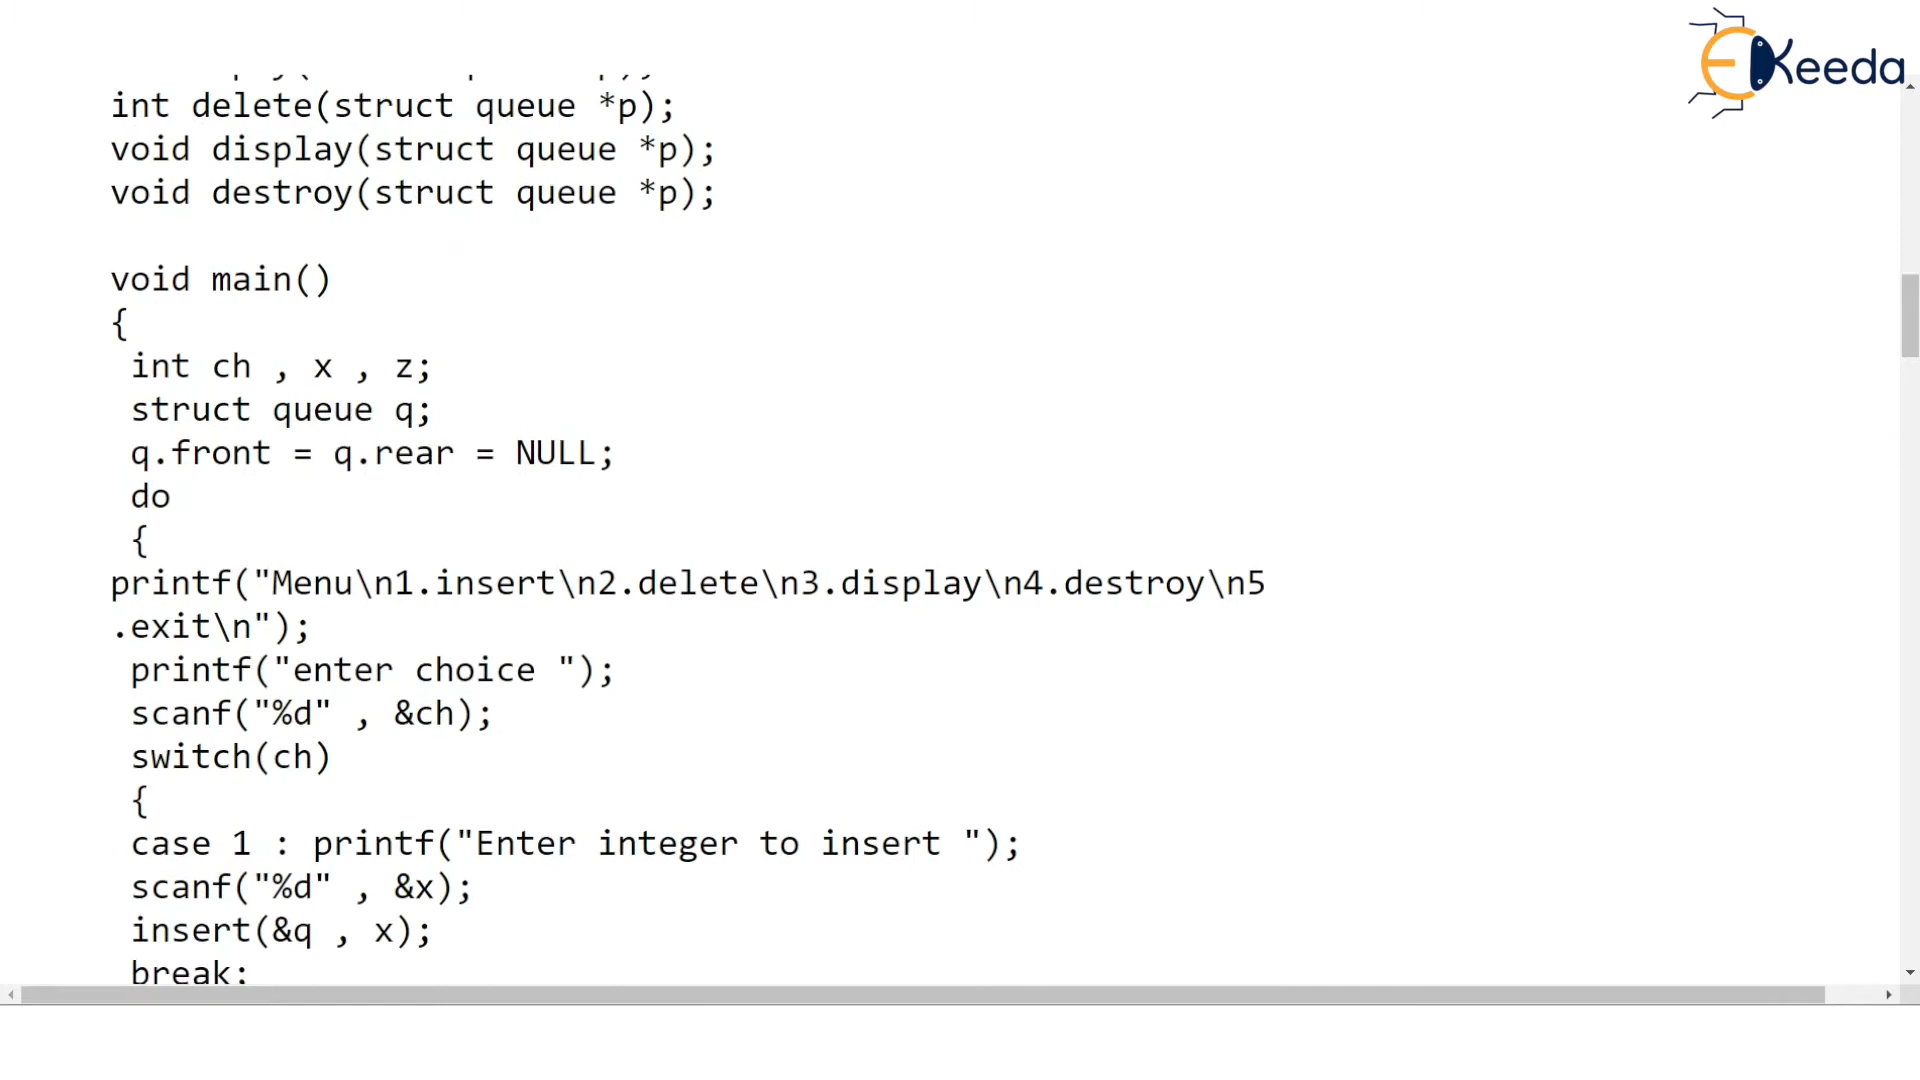 EKeeda
int delete(struct queue *p);
void display(struct queue *p);
void destroy(struct queue *p);
void main()
{
int ch , x , z;
struct queue q;
q.front = q.rear = NULL;
do
{
printf("Menu\n1.insert\n2.delete\n3.display\n4.destroy\n5
.exit\n");
printf("enter choice ");
scanf("%d" , &ch);
switch(ch)
{
case 1 : printf("Enter integer to insert ");
scanf("%d" , &x);
insert(&q , x);
break;